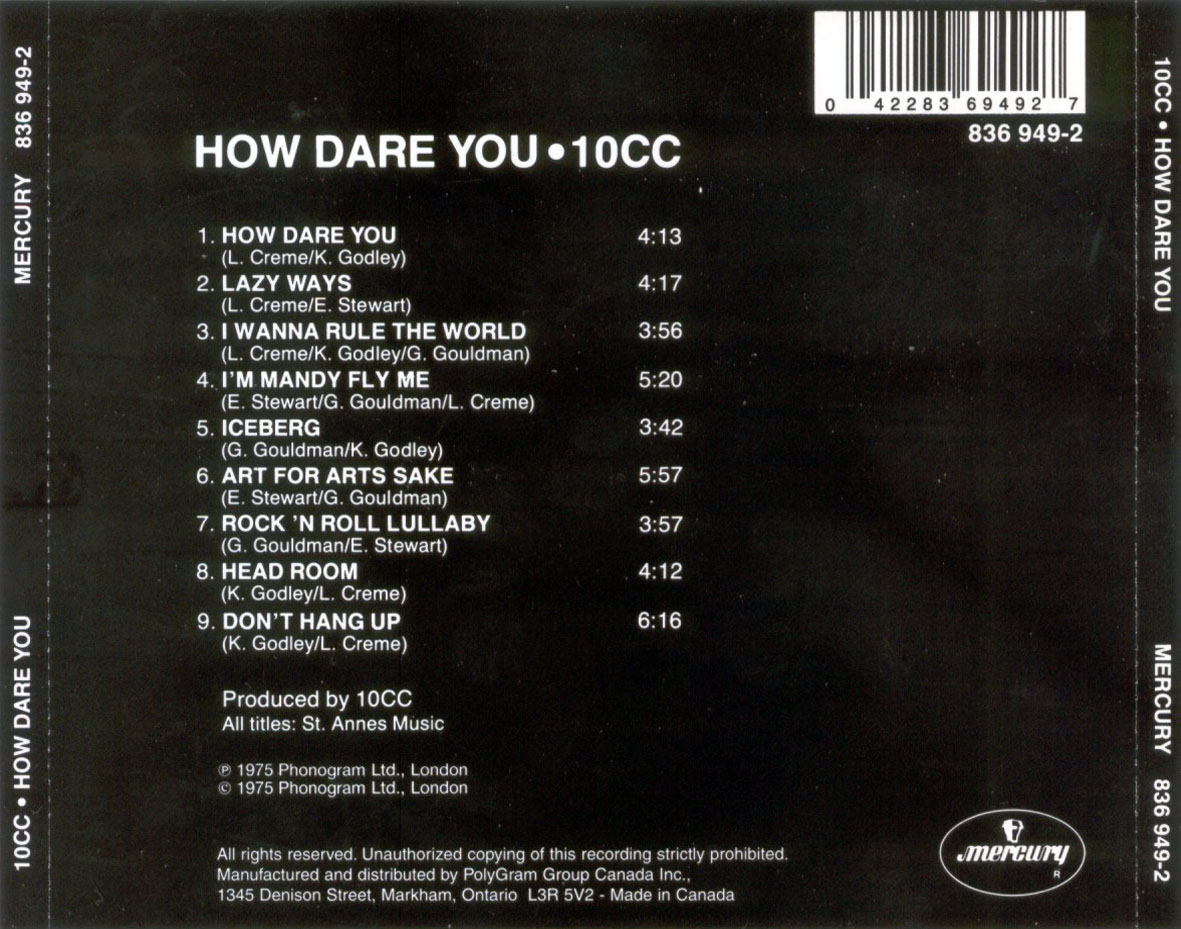 0 42283 69492 7
836 949-2
HOW DARE YOU • 10CC
1. HOW DARE YOU 4:13
(L. Creme/K. Godley)
2. LAZY WAYS 4:17
(L. Creme/E. Stewart)
3. I WANNA RULE THE WORLD 3:56
(L. Creme/K. Godley/G. Gouldman)
4. I'M MANDY FLY ME 5:20
(E. Stewart/G. Gouldman/L. Creme)
5. ICEBERG 3:42
(G. Gouldman/K. Godley)
6. ART FOR ARTS SAKE 5:57
(E. Stewart/G. Gouldman)
7. ROCK 'N ROLL LULLABY 3:57
(G. Gouldman/E. Stewart)
8. HEAD ROOM 4:12
(K. Godley/L. Creme)
9. DON'T HANG UP 6:16
(K. Godley/L. Creme)
Produced by 10CC
All titles: St. Annes Music
℗ 1975 Phonogram Ltd., London
© 1975 Phonogram Ltd., London
All rights reserved. Unauthorized copying of this recording strictly prohibited.
Manufactured and distributed by PolyGram Group Canada Inc.,
1345 Denison Street, Markham, Ontario L3R 5V2 - Made in Canada
mercury
R
10CC • HOW DARE YOU MERCURY 836 949-2
10CC • HOW DARE YOU MERCURY 836 949-2